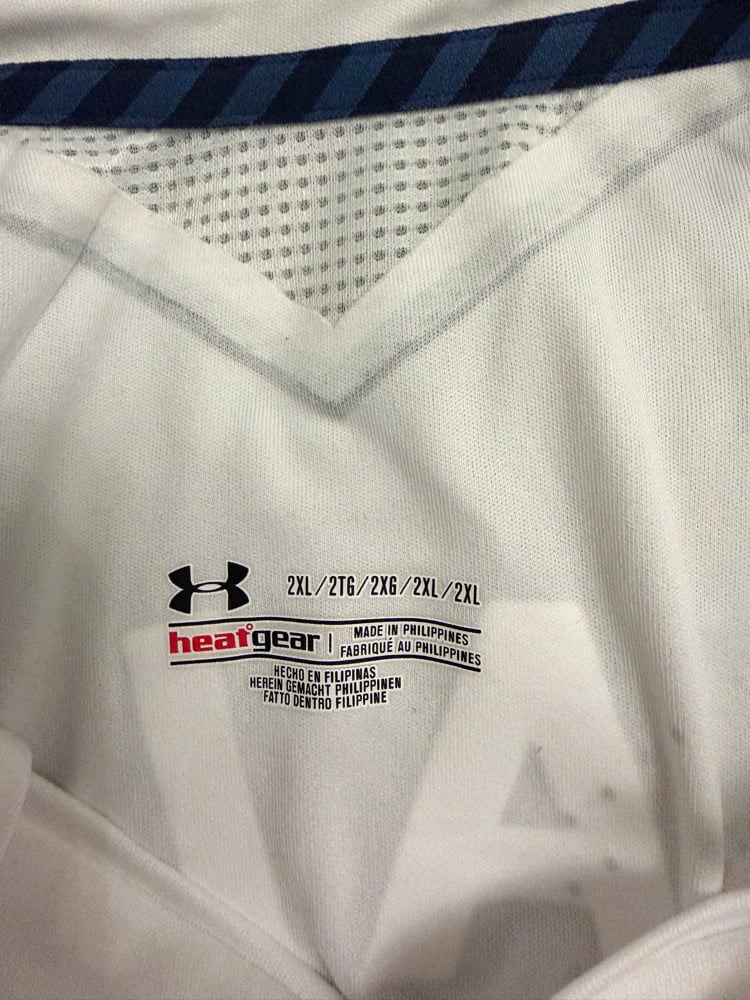 2XL/2TG/2XG/2XL/2XL
heatgear | MADE IN PHILIPPINES
FABRIQUÉ AU PHILIPPINES
HECHO EN FILIPINAS
HEREIN GEMACHT PHILIPPINEN
FATTO DENTRO FILIPPINE